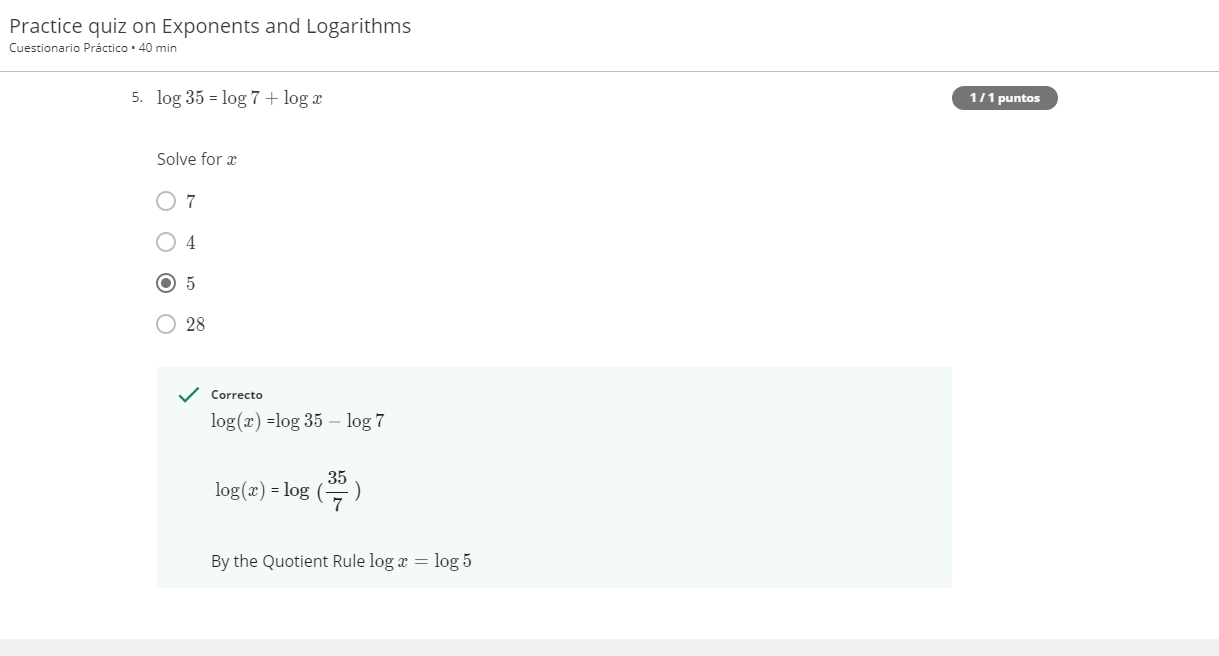 Practice quiz on Exponents and Logarithms
Cuestionario Práctico • 40 min
5. log 35 = log 7 + log x
1 / 1 puntos
Solve for x
7
4
5
28
Correcto
log(x) =log 35 − log 7
log(x) = log (35/7)
By the Quotient Rule log x = log 5